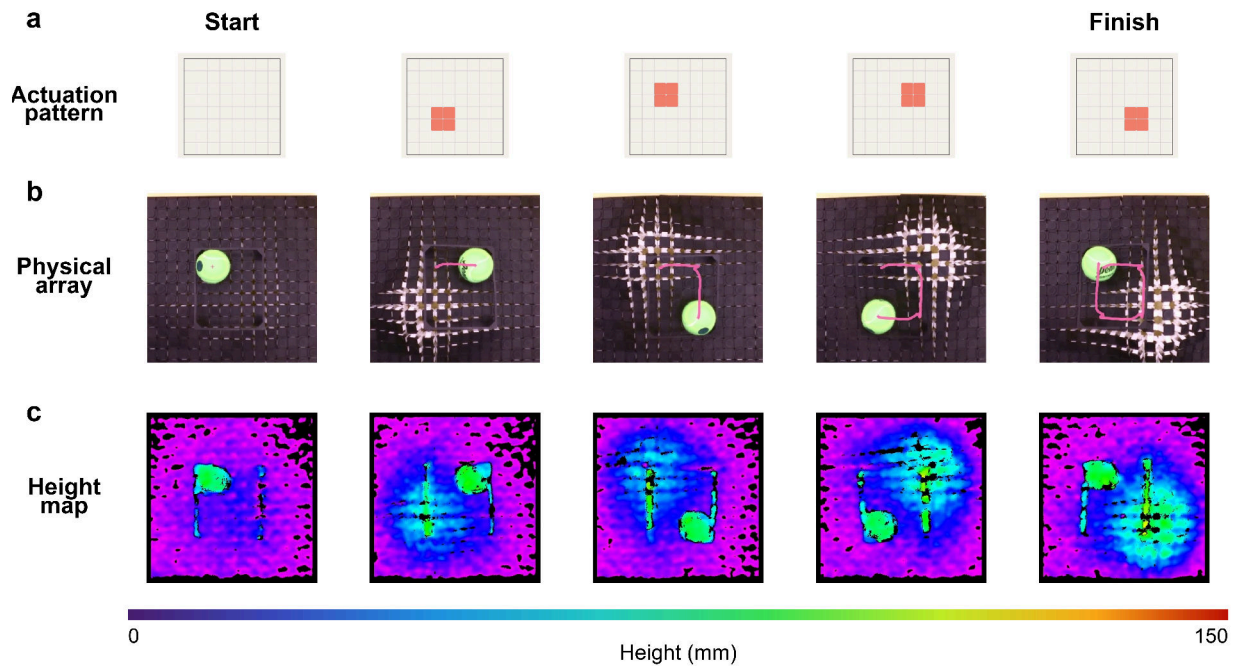 a
Start
Finish
Actuation
pattern
b
Physical
array
c
Height
map
0
150
Height (mm)